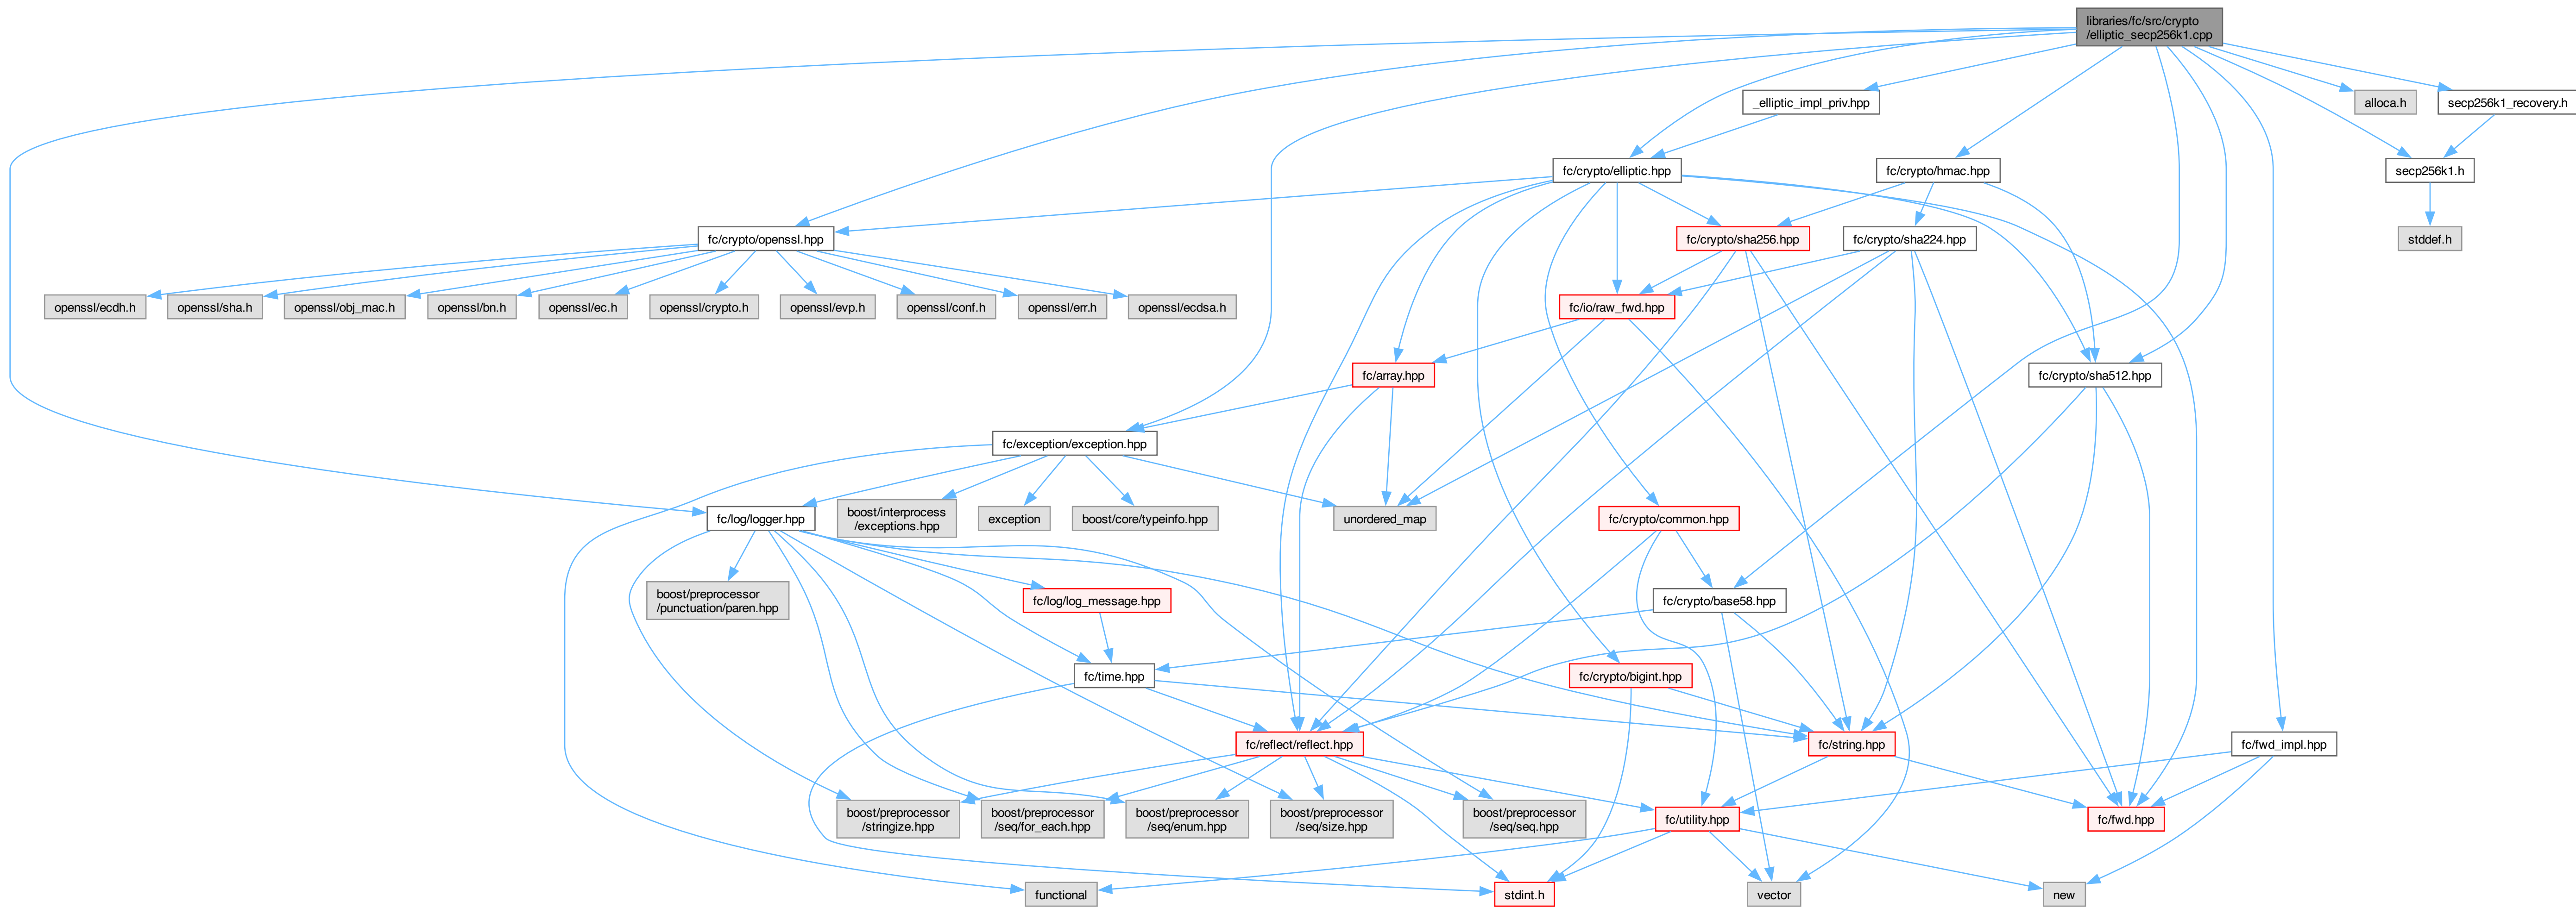 libraries/fc/src/crypto
/elliptic_secp256k1.cpp
_elliptic_impl_priv.hpp
alloca.h
secp256k1_recovery.h
fc/crypto/elliptic.hpp
fc/crypto/hmac.hpp
secp256k1.h
fc/crypto/openssl.hpp
fc/crypto/sha256.hpp
fc/crypto/sha224.hpp
stddef.h
openssl/ecdh.h
openssl/sha.h
openssl/obj_mac.h
openssl/bn.h
openssl/ec.h
openssl/crypto.h
openssl/evp.h
openssl/conf.h
openssl/err.h
openssl/ecdsa.h
fc/io/raw_fwd.hpp
fc/array.hpp
fc/crypto/sha512.hpp
fc/exception/exception.hpp
fc/log/logger.hpp
boost/interprocess
/exceptions.hpp
exception
boost/core/typeinfo.hpp
unordered_map
fc/crypto/common.hpp
boost/preprocessor
/punctuation/paren.hpp
fc/log/log_message.hpp
fc/crypto/base58.hpp
fc/time.hpp
fc/crypto/bigint.hpp
fc/reflect/reflect.hpp
fc/string.hpp
fc/fwd_impl.hpp
boost/preprocessor
/stringize.hpp
boost/preprocessor
/seq/for_each.hpp
boost/preprocessor
/seq/enum.hpp
boost/preprocessor
/seq/size.hpp
boost/preprocessor
/seq/seq.hpp
fc/utility.hpp
fc/fwd.hpp
functional
stdint.h
vector
new